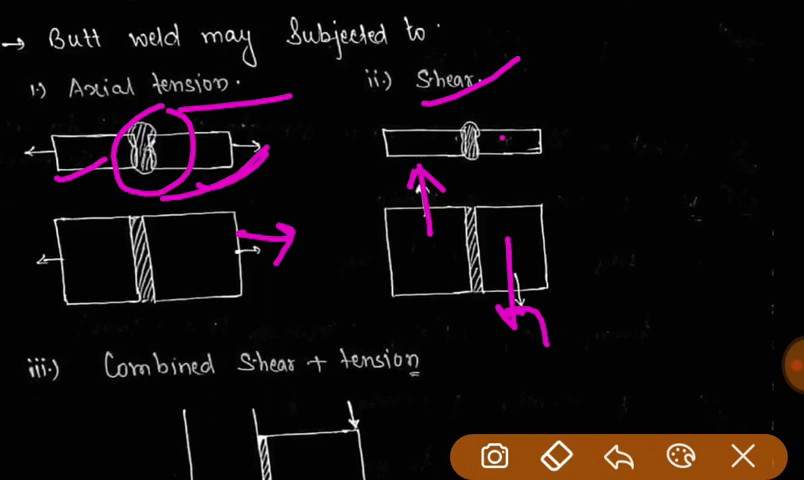 → Butt weld may Subjected to.
i.) Axial tension.
ii.) Shear.
iii.) Combined Shear + tension